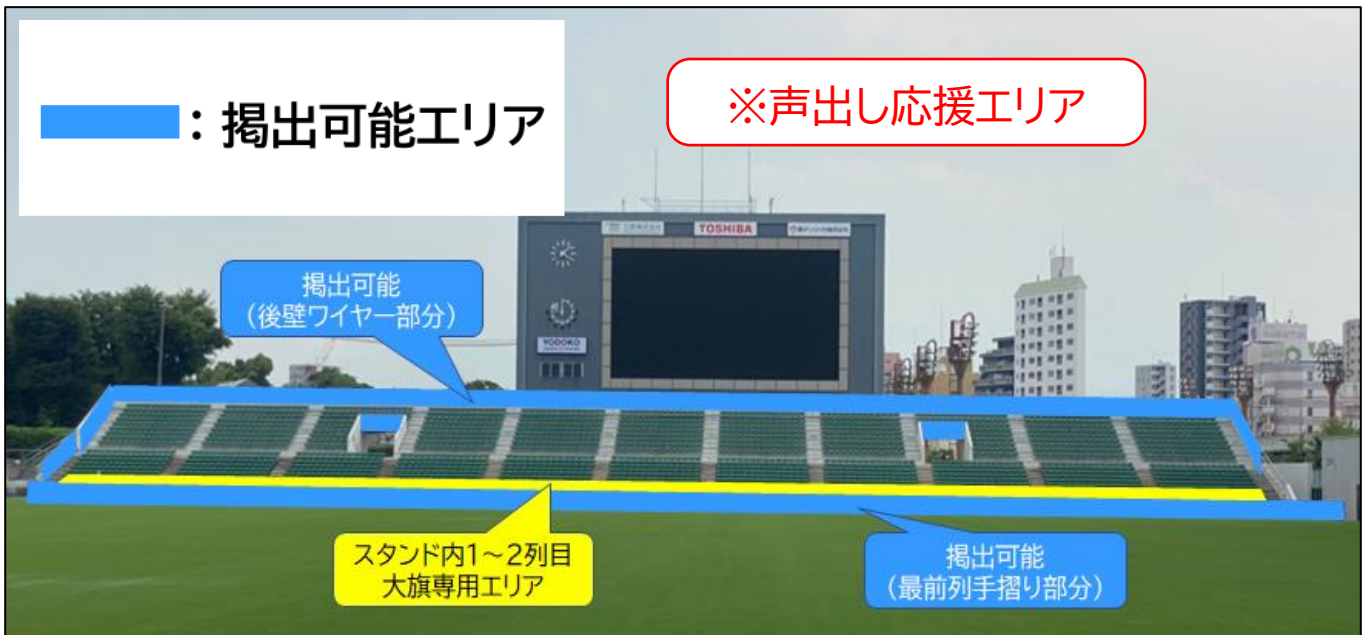 ：掲出可能エリア
※声出し応援エリア
TOSHIBA
掲出可能
（後壁ワイヤー部分）
YODOKO
スタンド内1～2列目
大旗専用エリア
掲出可能
（最前列手摺り部分）